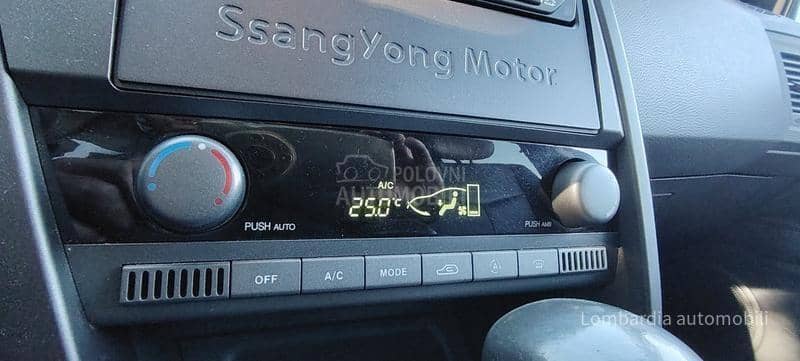 SsangYong Motor
POLOVNI
AUTOMOBILI
A/C
25.0°C
PUSH AUTO
PUSH AMB
OFF
A/C
MODE
Lombardia automobili